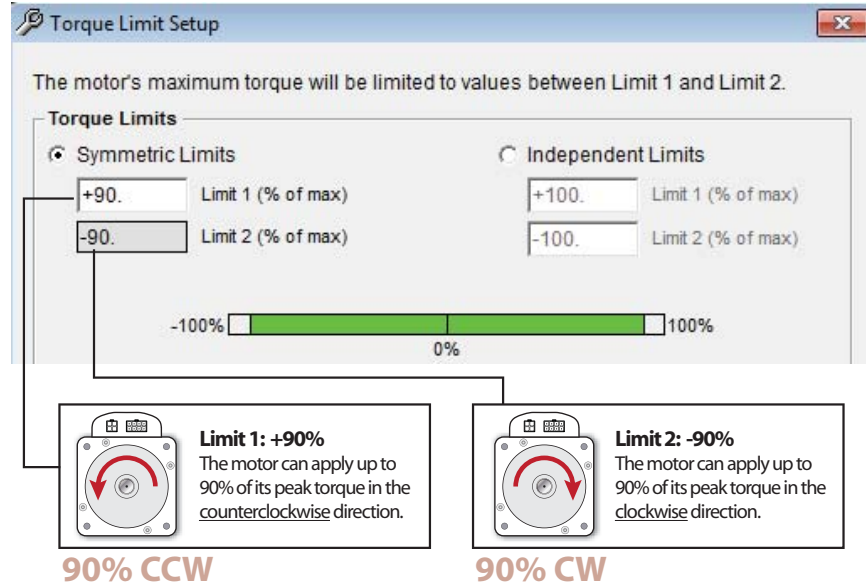 Torque Limit Setup
The motor's maximum torque will be limited to values between Limit 1 and Limit 2.
Torque Limits
Symmetric Limits
+90. Limit 1 (% of max)
-90. Limit 2 (% of max)
Independent Limits
+100. Limit 1 (% of max)
-100. Limit 2 (% of max)
-100% 100%
0%
Limit 1: +90%
The motor can apply up to
90% of its peak torque in the
counterclockwise direction.
90% CCW
Limit 2: -90%
The motor can apply up to
90% of its peak torque in the
clockwise direction.
90% CW